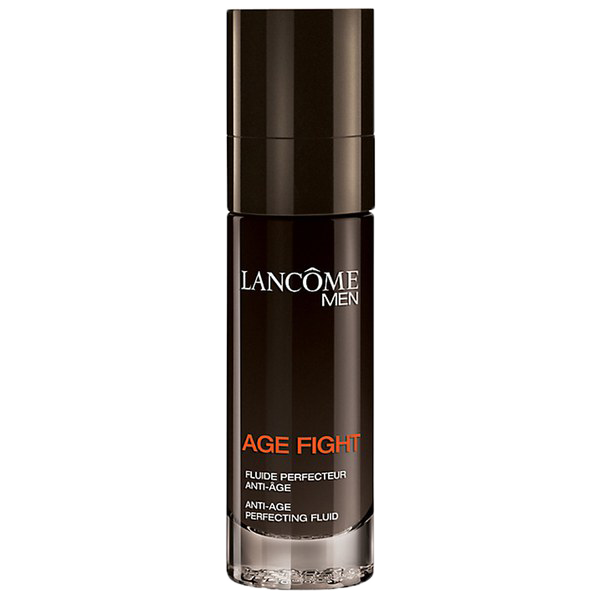 LANCÔME
MEN
AGE FIGHT
FLUIDE PERFECTEUR
ANTI-ÂGE
ANTI-AGE
PERFECTING FLUID